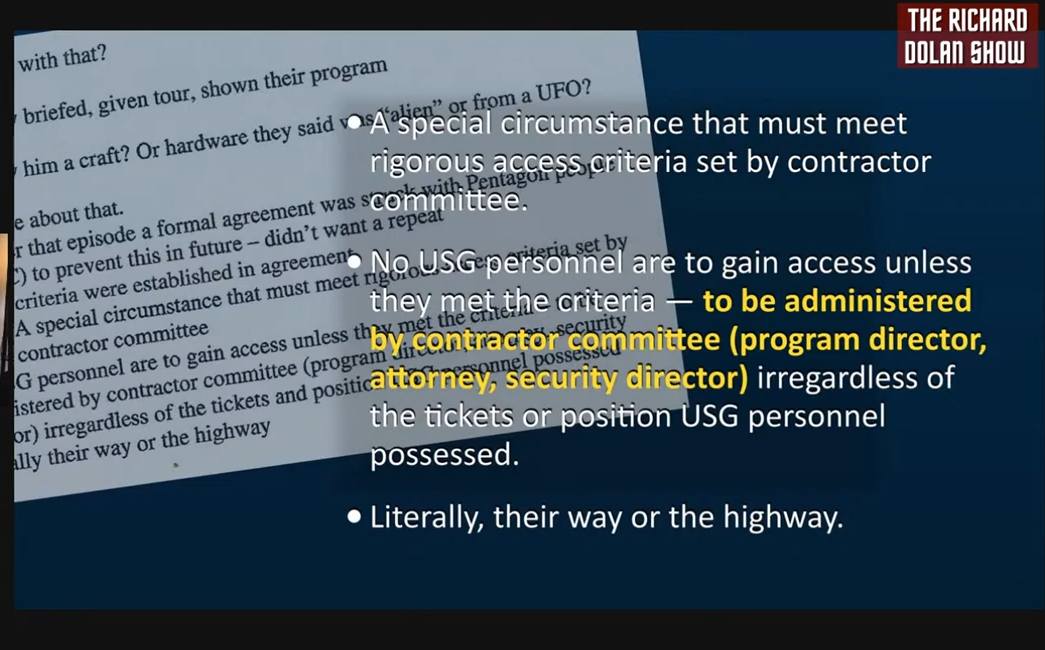 THE RICHARD
DOLAN SHOW
with that?
briefed, given tour, shown their program
him a craft? Or hardware they said was "alien" or from a UFO?
e about that.
r that episode a formal agreement was struck with Pentagon people
C) to prevent this in future – didn't want a repeat
criteria were established in agreement
A special circumstance that must meet rigorous access criteria set by
contractor committee
G personnel are to gain access unless they met the criteria
istered by contractor committee (program director, security
or) irregardless of the tickets and position personnel possessed
lly their way or the highway
• A special circumstance that must meet
rigorous access criteria set by contractor
committee.
• No USG personnel are to gain access unless
they met the criteria — to be administered
by contractor committee (program director,
attorney, security director) irregardless of
the tickets or position USG personnel
possessed.
• Literally, their way or the highway.